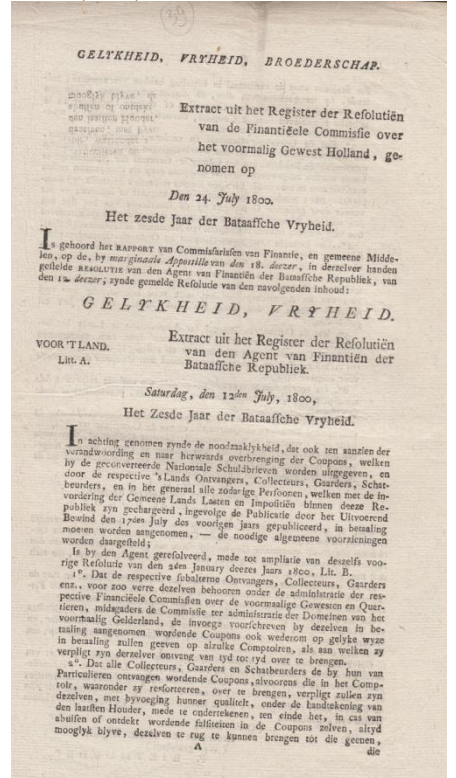 39
GELYKHEID, VRYHEID, BROEDERSCHAP.
Extract uit het Register der Resolutiën
van de Financiëele Commissie over
het voormalig Gewest Holland, ge-
nomen op
Den 24. July 1800.
Het zesde Jaar der Bataafsche Vryheid.
Is gehoord het RAPPORT van Commissarissen van Finantie, en gemeene Midde-
len, op de, by marginaale Appostille van den 18. deezer, in derzelver handen
gestelde RESOLUTIE van den Agent van Finantiën der Bataafsche Republiek, van
den 12. deezer; zynde gemelde Resolutie van den navolgenden inhoud:
GELYKHEID, VRYHEID.
VOOR 'T LAND.
Litt. A.
Extract uit het Register der Resolutiën
van den Agent van Finantiën der
Bataafsche Republiek.
Saturdag, den 12den July, 1800,
Het Zesde Jaar der Bataafsche Vryheid.
In achting genomen zynde de noodzaaklykheid, dat ook ten aanzien der
verandwoording en naar herwaards overbrenging der Coupons, welken
by de geconverteerde Nationale Schuldbrieven worden uitgegeven, en
door de respective 's Lands Ontvangers, Collecteurs, Gaarders, Schat-
beurders, en in het generaal alle zodanige Persoonen, welken met de in-
vordering der Gemeene Lands Lasten en Impositiën binnen deeze Re-
publiek zyn gechargeerd, ingevolge de Publicatie door het Uitvoerend
Bewind den 17den July des voorigen jaars gepubliceerd, in betaaling
moeten worden aangenomen, — de noodige algemeene voorzieningen
worden daargesteld;
Is by den Agent geresolveerd, mede tot ampliatie van deszelfs voo-
rige Resolutie van den 2den January deezes Jaars 1800, Lit. B.
1°. Dat de respective subalterne Ontvangers, Collecteurs, Gaarders
enz., voor zoo verre dezelven behooren onder de administratie der res-
pective Financiëele Commissiën over de voormaalige Gewesten en Quar-
tieren, midsgaders de Commissie ter administratie der Domeinen van het
voormaalig Gelderland, de invoege voorschreven by dezelven in be-
taaling aangenomen wordende Coupons ook wederom op gelyke wyze
in betaaling zullen geeven op alzulke Comptoiren, als aan welken zy
verpligt zyn derzelver ontvang van tyd tot tyd over te brengen.
2°. Dat alle Collecteurs, Gaarders en Schatbeurders de by hun van
Particulieren ontvangen wordende Coupons, alvoorens die in het Comp-
toir, waaronder zy ressorteeren, over te brengen, verpligt zullen zyn
dezelven, met byvoeging hunner qualiteit, onder de handtekening van
den laatsten Houder, mede te ondertekenen, ten einde het, in cas van
abuisen of ontdekt wordende falsiteiten in de Coupons zelven, altyd
mooglyk blyve, dezelven te rug te kunnen brengen tot die geenen,
A
die